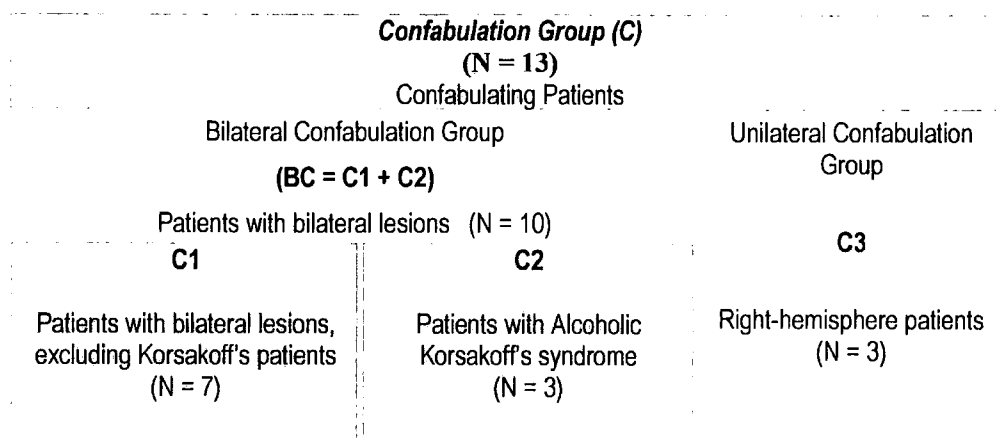 Confabulation Group (C)
(N = 13)
Confabulating Patients
Bilateral Confabulation Group
(BC = C1 + C2)
Patients with bilateral lesions (N = 10)
Unilateral Confabulation
Group
C1
Patients with bilateral lesions,
excluding Korsakoff's patients
(N = 7)
C2
Patients with Alcoholic
Korsakoff's syndrome
(N = 3)
C3
Right-hemisphere patients
(N = 3)